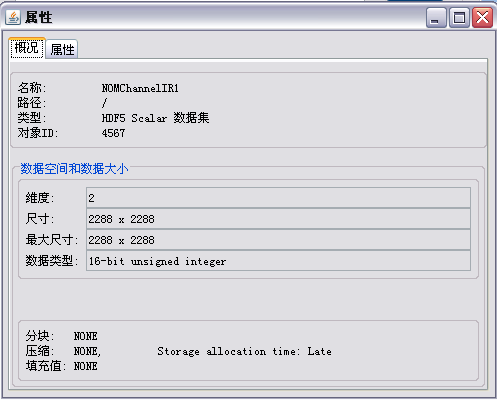 属性
概况 属性
名称: NOMChannelIR1
路径: /
类型: HDF5 Scalar 数据集
对象ID: 4567
数据空间和数据大小
维度: 2
尺寸: 2288 x 2288
最大尺寸: 2288 x 2288
数据类型: 16-bit unsigned integer
分块: NONE
压缩: NONE, Storage allocation time: Late
填充值: NONE